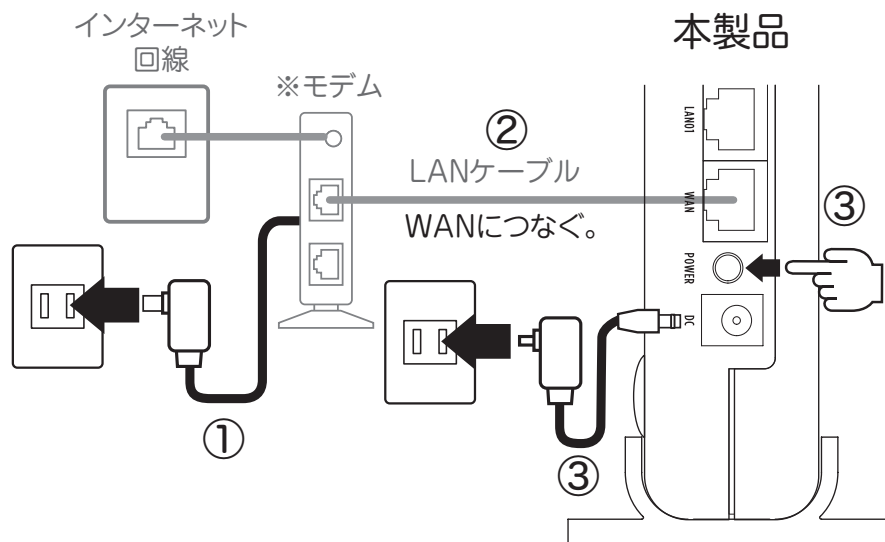 インターネット
回線
※モデム
本製品
②
LANケーブル
WANにつなぐ。
LAN01
WAN
③
POWER
DC
①
③